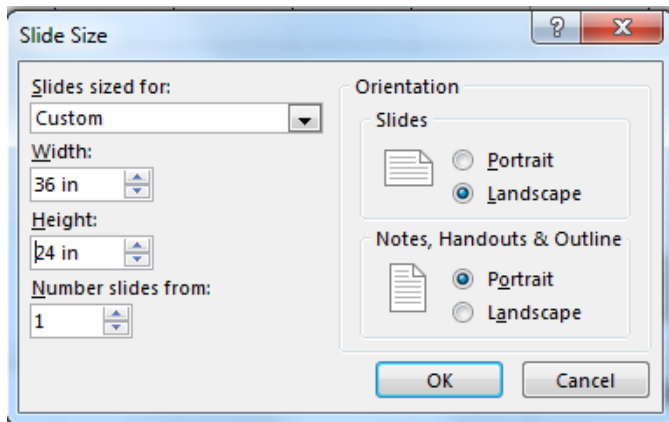 Slide Size
Slides sized for:
Custom
Width:
36 in
Height:
24 in
Number slides from:
1
Orientation
Slides
Portrait
Landscape
Notes, Handouts & Outline
Portrait
Landscape
OK
Cancel